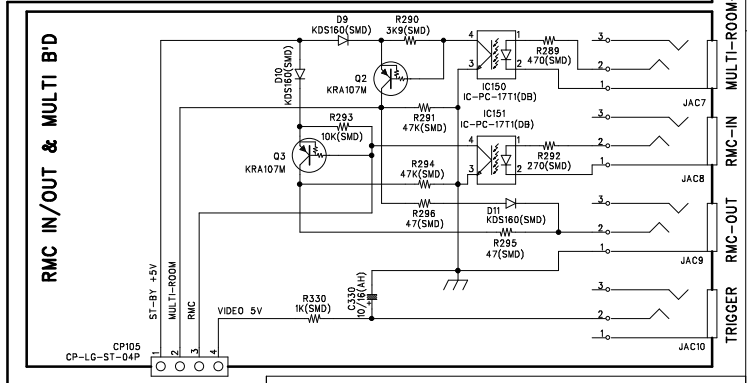 RMC IN/OUT & MULTI B'D
D9
KDS160(SMD)
R290
3K9(SMD)
D10
KDS160(SMD)
Q2
KRA107M
4
3
1
2
IC150
IC-PC-17T1(DB)
R289
470(SMD)
3
2
1
JAC7
MULTI-ROOM
R293
10K(SMD)
R291
47K(SMD)
IC151
IC-PC-17T1(DB)
Q3
KRA107M
4
3
1
2
R292
270(SMD)
3
2
1
JAC8
RMC-IN
R294
47K(SMD)
R296
47(SMD)
D11
KDS160(SMD)
R295
47(SMD)
3
2
1
JAC9
RMC-OUT
ST-BY +5V
MULTI-ROOM
RMC
VIDEO 5V
R330
1K(SMD)
C330
10/16(AH)
+
3
2
1
JAC10
TRIGGER
CP105
CP-LG-ST-04P
1
2
3
4